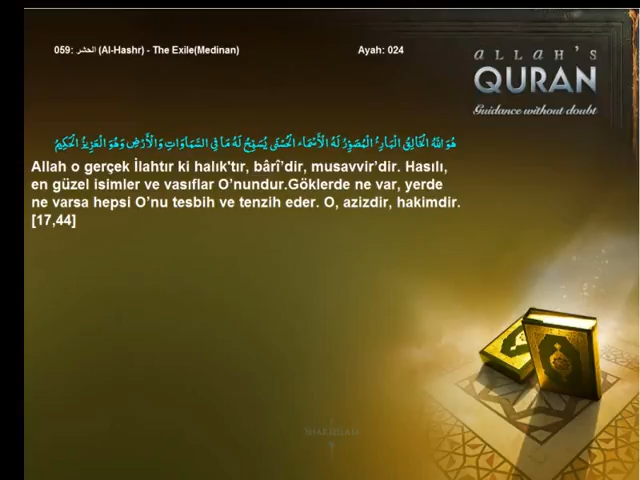 059: الحشر (Al-Hashr) - The Exile(Medinan) Ayah: 024
ALLAH'S
QURAN
Guidance without doubt
هُوَ اللَّهُ الْخَالِقُ الْبَارِئُ الْمُصَوِّرُ لَهُ الْأَسْمَاء الْحُسْنَى يُسَبِّحُ لَهُ مَا فِي السَّمَاوَاتِ وَالْأَرْضِ وَهُوَ الْعَزِيزُ الْحَكِيمُ
Allah o gerçek İlahtır ki halık'tır, bârî’dir, musavvir’dir. Hasılı,
en güzel isimler ve vasıflar O’nundur.Göklerde ne var, yerde
ne varsa hepsi O’nu tesbih ve tenzih eder. O, azizdir, hakimdir.
[17,44]